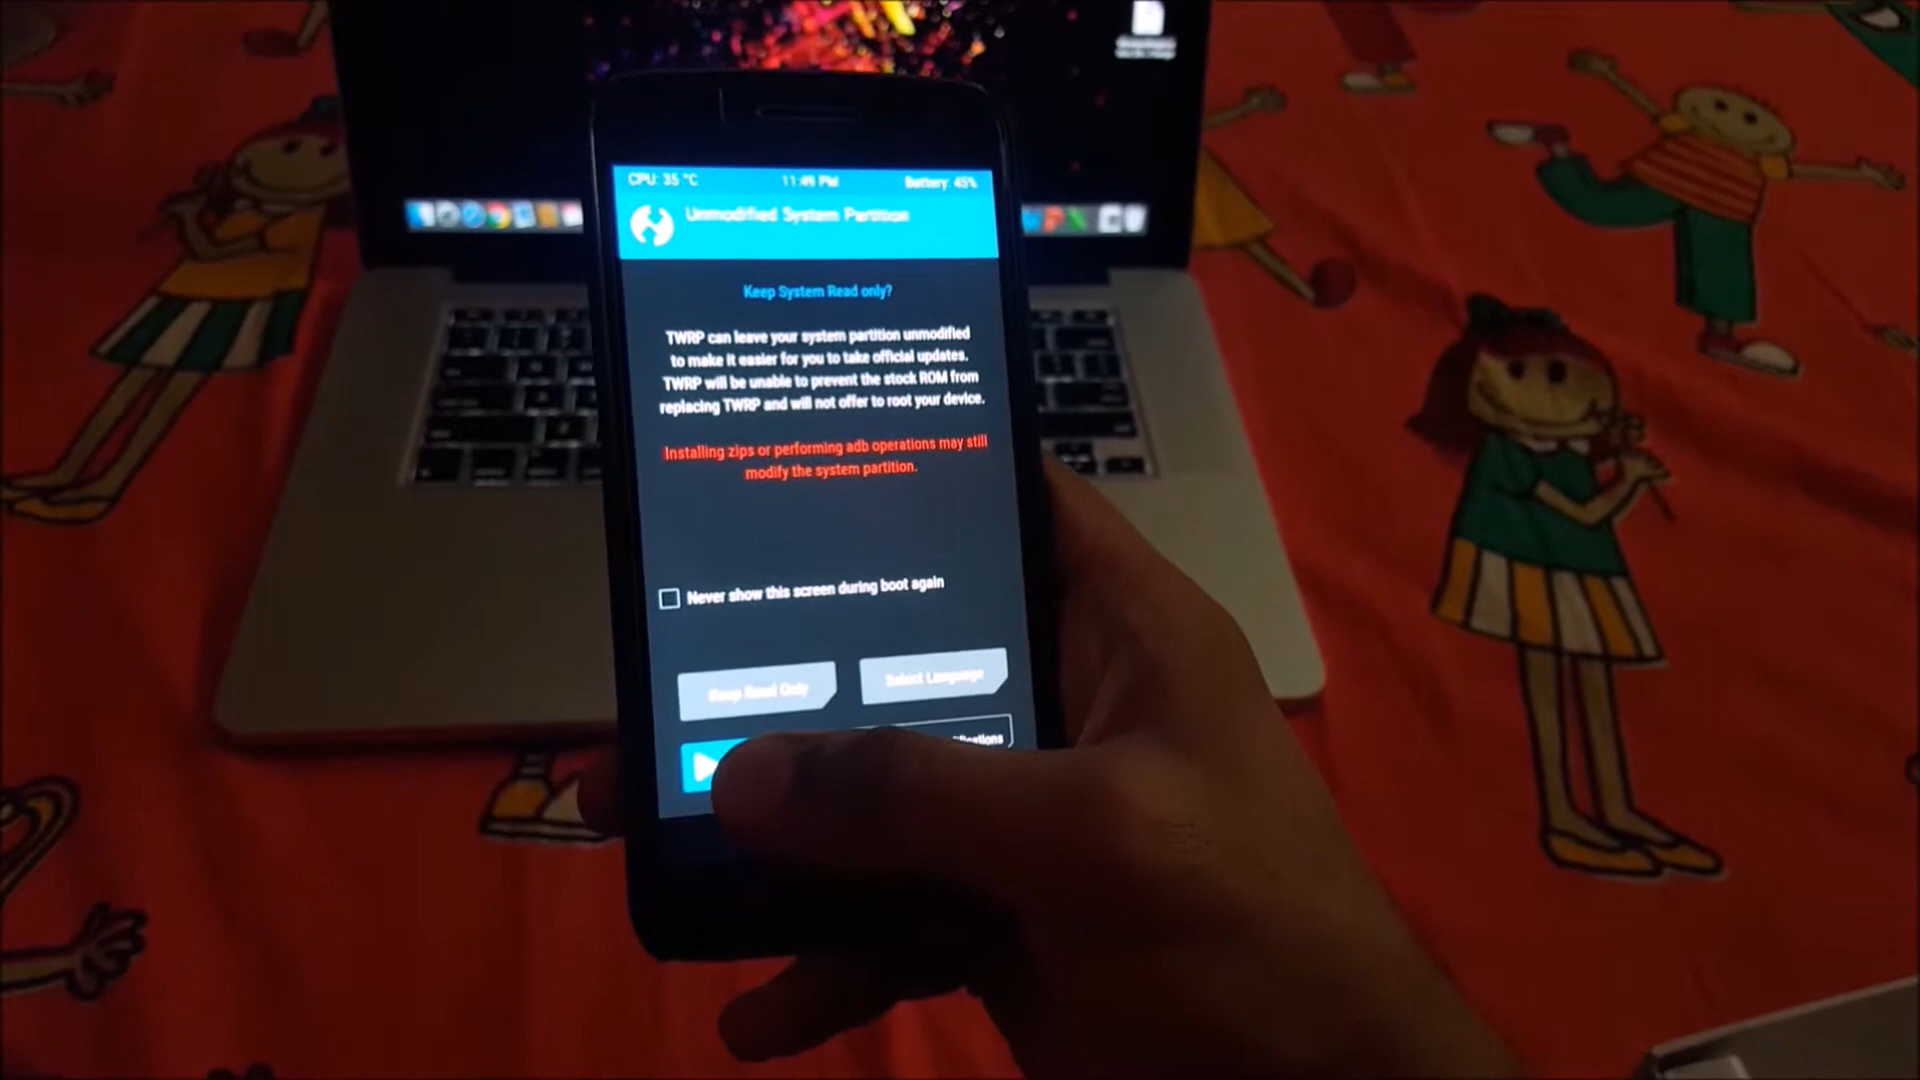 CPU: 35 °C 11:49 PM Battery: 45%
Unmodified System Partition
Keep System Read only?
TWRP can leave your system partition unmodified
to make it easier for you to take official updates.
TWRP will be unable to prevent the stock ROM from
replacing TWRP and will not offer to root your device.
Installing zips or performing adb operations may still
modify the system partition.
Never show this screen during boot again
Keep Read Only Select Language